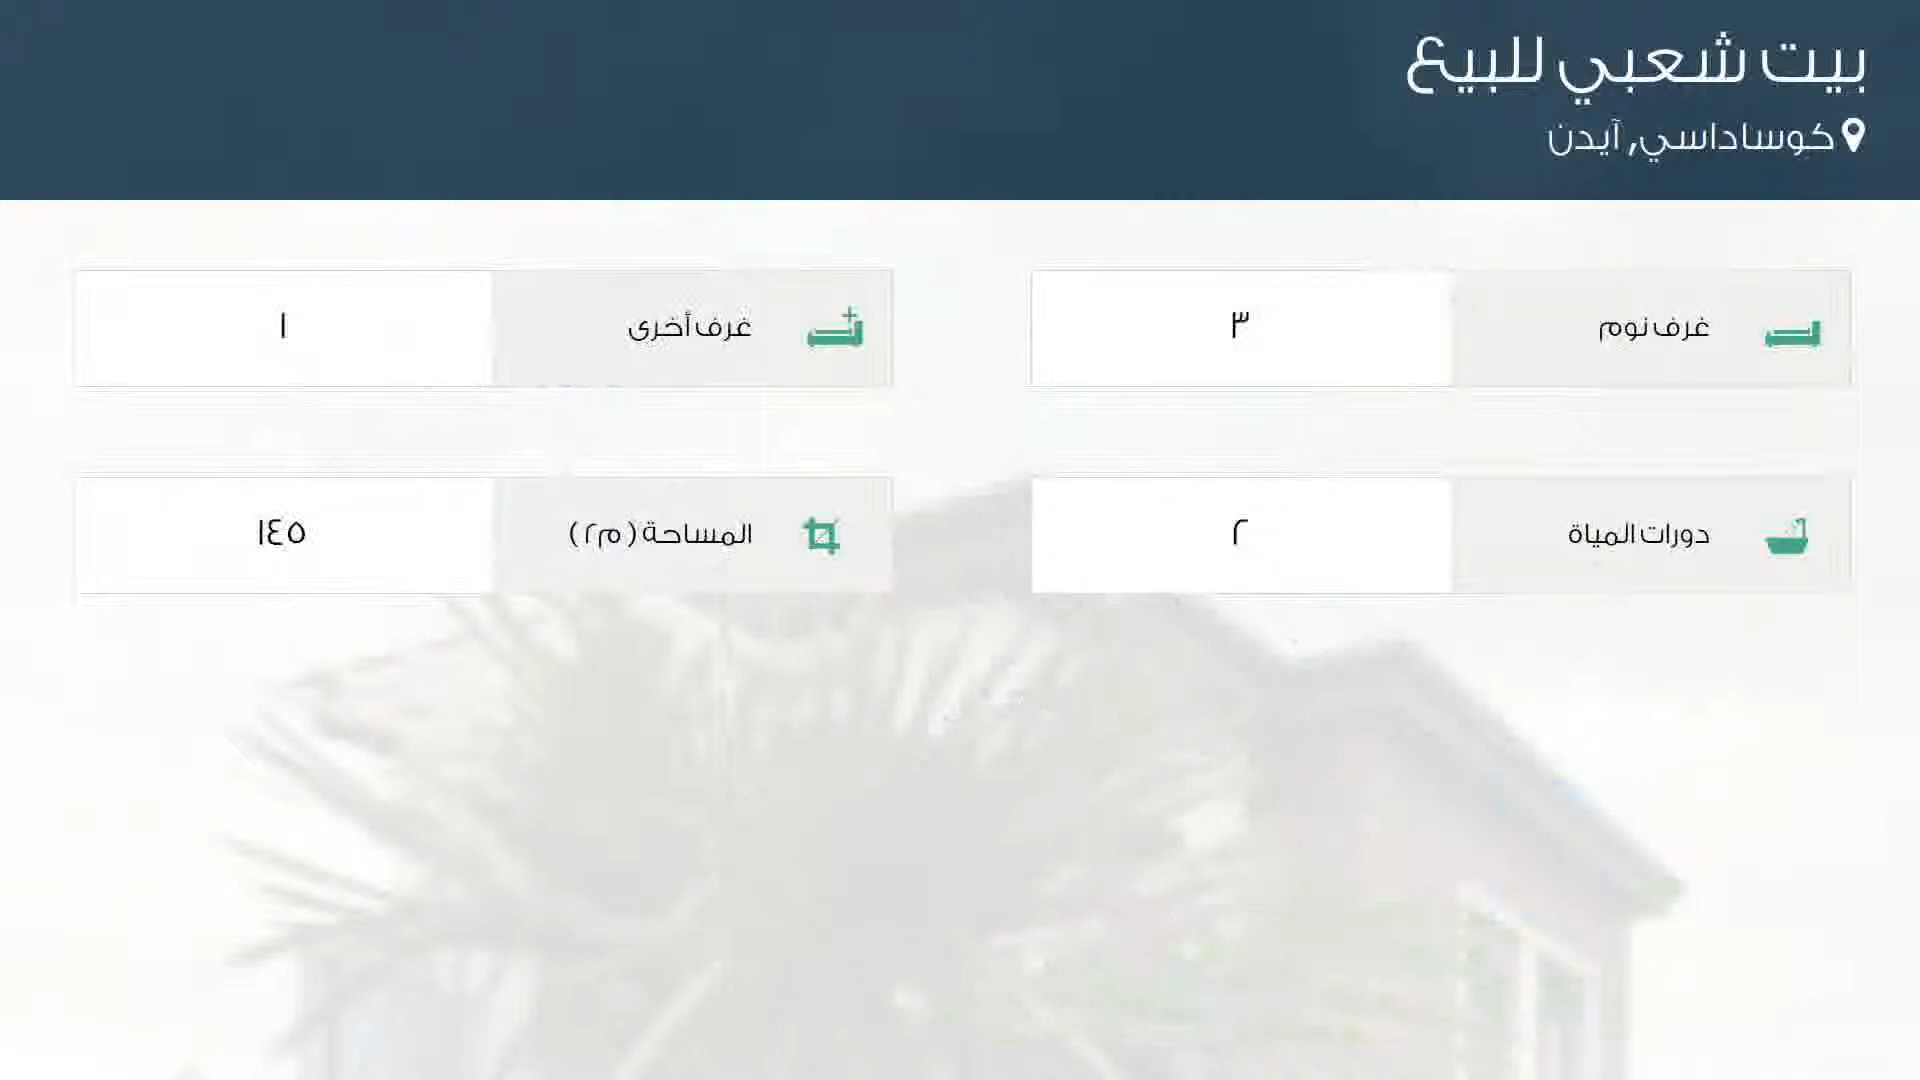 بيت شعبي للبيع
كوساداسي, آيدن
غرف نوم
٣
غرف أخرى
١
دورات المياة
٢
المساحة (م٢)
١٤٥